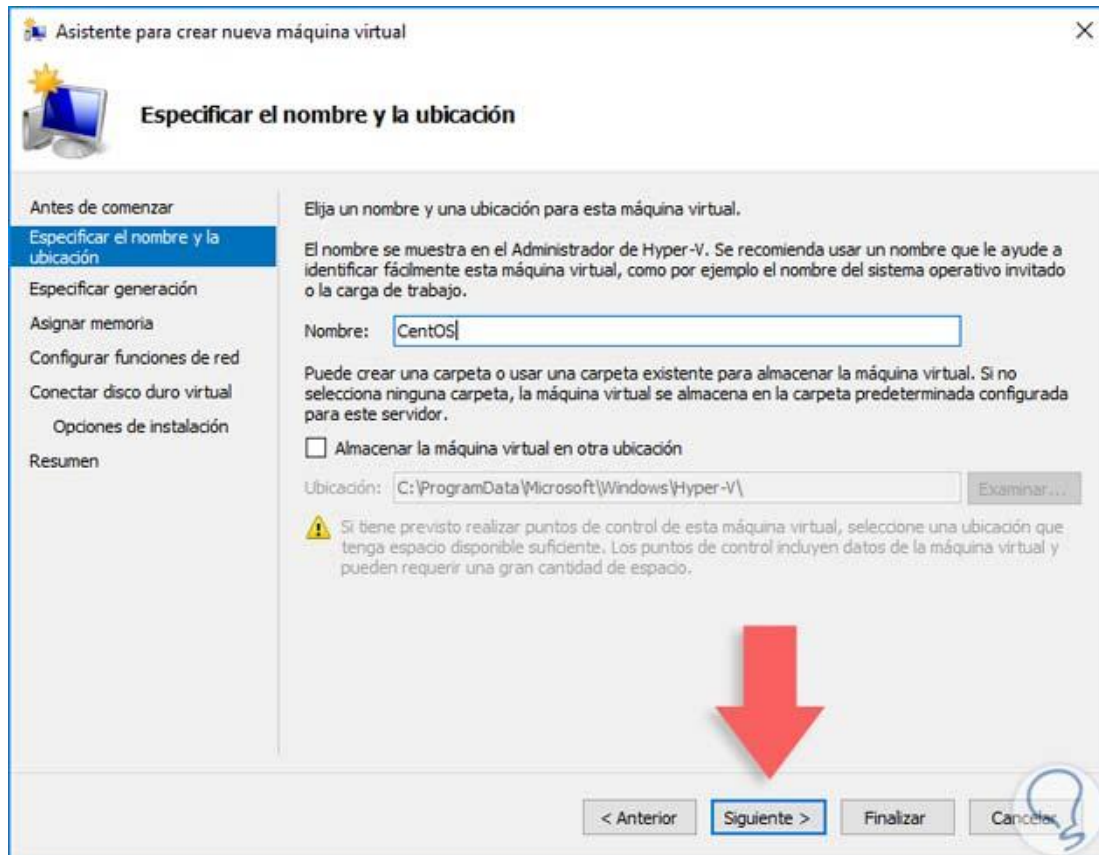 Asistente para crear nueva máquina virtual
Especificar el nombre y la ubicación
Antes de comenzar
Especificar el nombre y la
ubicación
Especificar generación
Asignar memoria
Configurar funciones de red
Conectar disco duro virtual
Opciones de instalación
Resumen
Elija un nombre y una ubicación para esta máquina virtual.
El nombre se muestra en el Administrador de Hyper-V. Se recomienda usar un nombre que le ayude a
identificar fácilmente esta máquina virtual, como por ejemplo el nombre del sistema operativo invitado
o la carga de trabajo.
Nombre: CentOS
Puede crear una carpeta o usar una carpeta existente para almacenar la máquina virtual. Si no
selecciona ninguna carpeta, la máquina virtual se almacena en la carpeta predeterminada configurada
para este servidor.
Almacenar la máquina virtual en otra ubicación
Ubicación: C:\ProgramData\Microsoft\Windows\Hyper-V\ Examinar...
Si tiene previsto realizar puntos de control de esta máquina virtual, seleccione una ubicación que
tenga espacio disponible suficiente. Los puntos de control incluyen datos de la máquina virtual y
pueden requerir una gran cantidad de espacio.
< Anterior Siguiente > Finalizar Cancelar